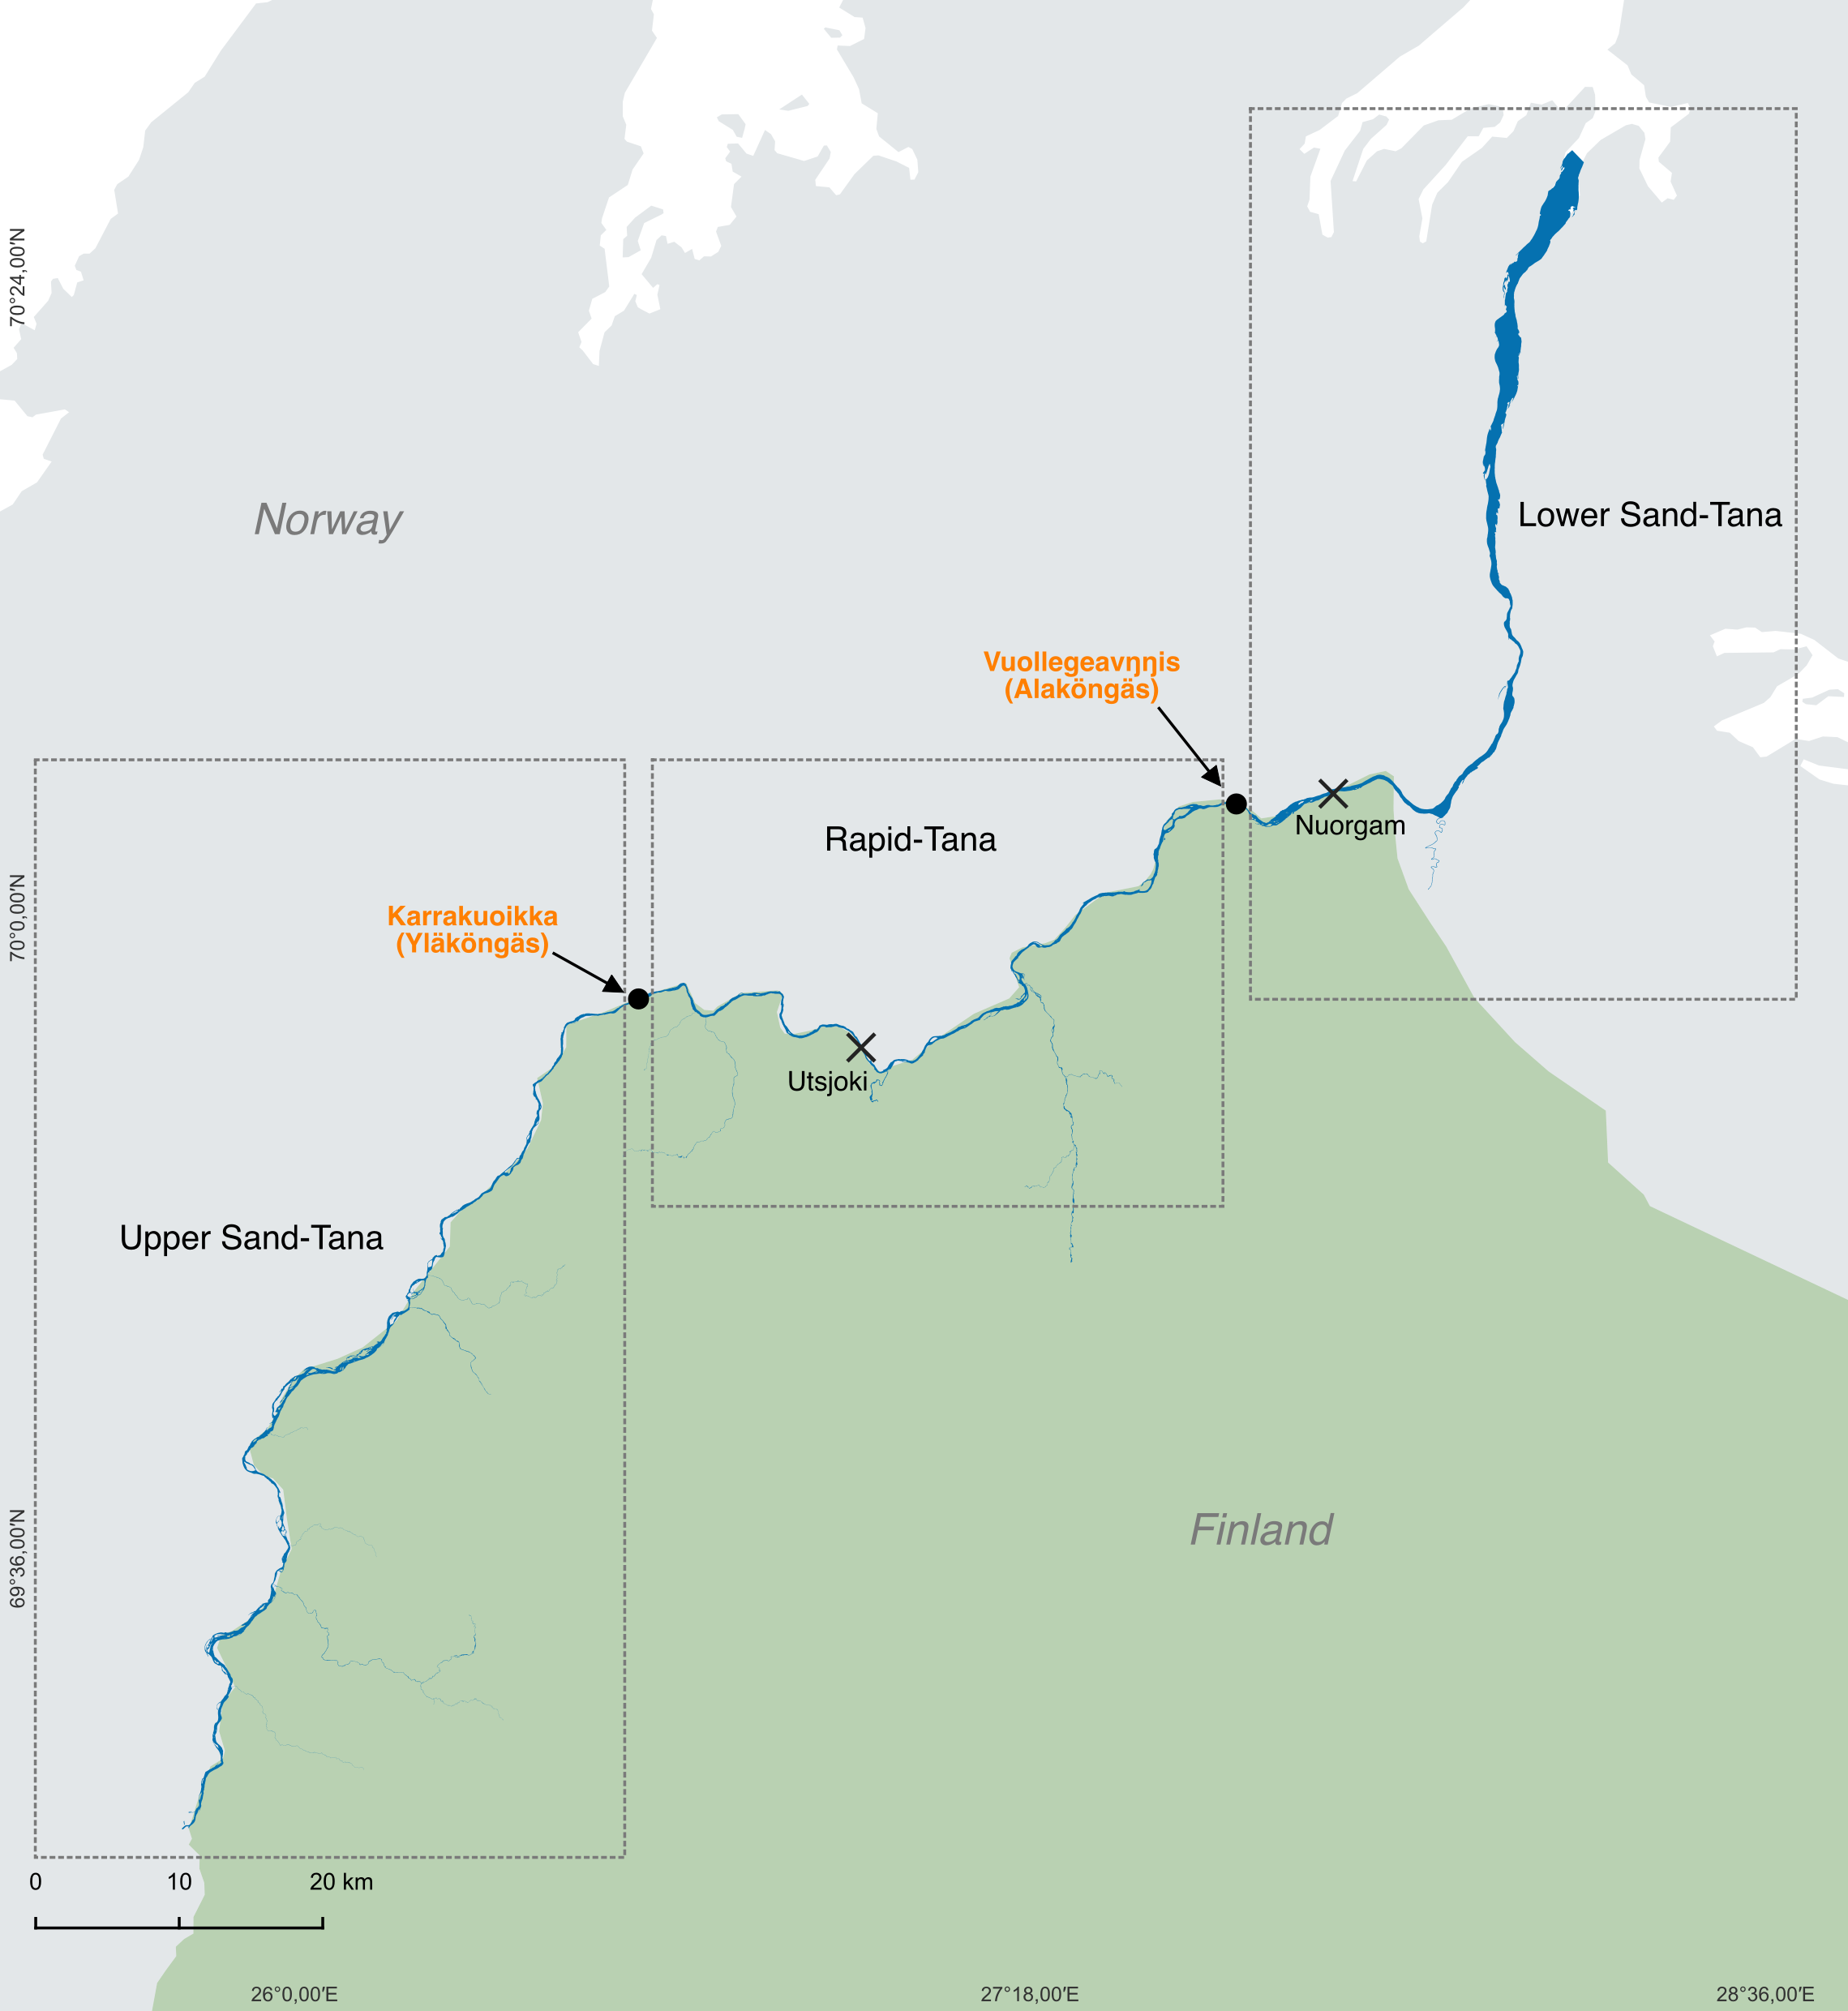 70°24,00′N
Norway
Lower Sand-Tana
Vuollegeavŋŋis
(Alaköngäs)
Nuorgam
Rapid-Tana
70°0,00′N
Karrakuoikka
(Yläköngäs)
Utsjoki
Upper Sand-Tana
Finland
69°36,00′N
0 10 20 km
26°0,00′E 27°18,00′E 28°36,00′E